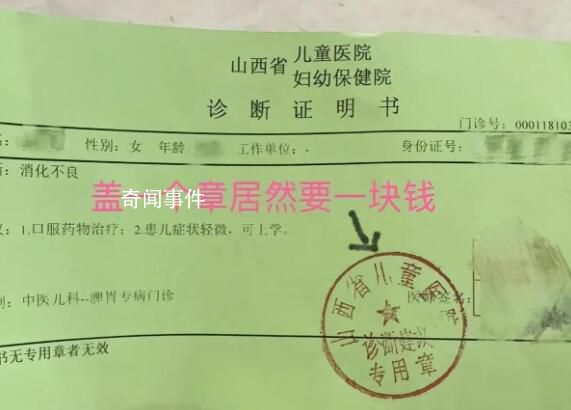 山西省 儿童医院
妇幼保健院
诊断证明书
门诊号：000118103
性别：女 年龄 工作单位：- 身份证号：
消化不良
盖一个章居然要一块钱
奇闻事件
1.口服药物治疗；2.患儿症状轻微，可上学。
中医儿科--脾胃专病门诊
医师签名：
山西省儿童医院
诊断建议
专用章
书无专用章者无效